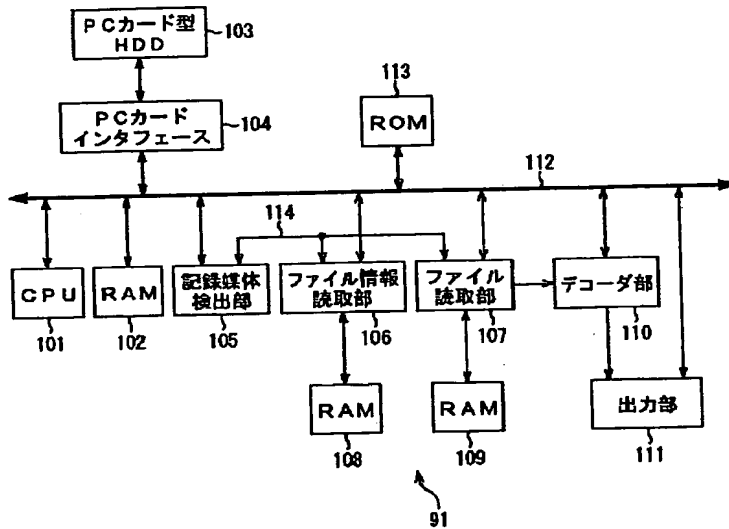 PCカード型
HDD
103
PCカード
インタフェース
104
113
ROM
112
114
CPU
101
RAM
102
記録媒体
検出部
105
ファイル情報
読取部
106
ファイル
読取部
107
デコーダ部
110
RAM
108
RAM
109
出力部
111
91